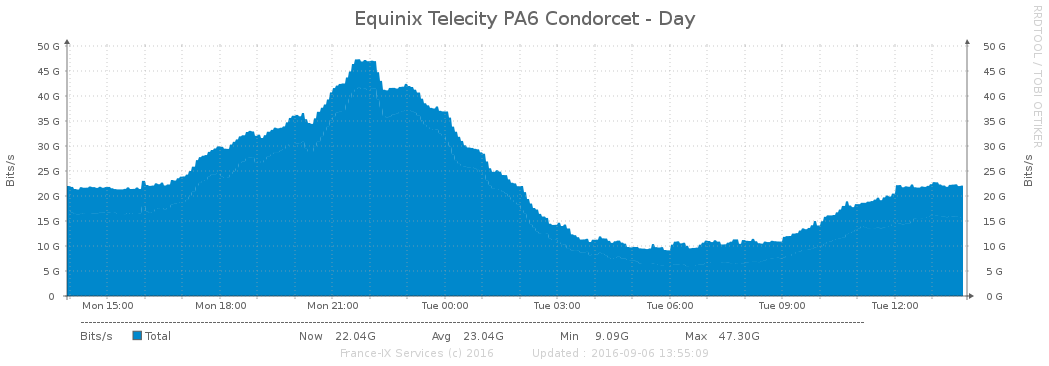 Equinix Telecity PA6 Condorcet - Day
RRDTOOL / TOBI OETIKER
Bits/s
50 G 50 G
45 G 45 G
40 G 40 G
35 G 35 G
30 G 30 G
25 G 25 G
20 G 20 G
15 G 15 G
10 G 10 G
5 G 5 G
0 0 G
Bits/s
Mon 15:00 Mon 18:00 Mon 21:00 Tue 00:00 Tue 03:00 Tue 06:00 Tue 09:00 Tue 12:00
Bits/s Total Now 22.04G Avg 23.04G Min 9.09G Max 47.30G
France-IX Services (c) 2016 Updated : 2016-09-06 13:55:09